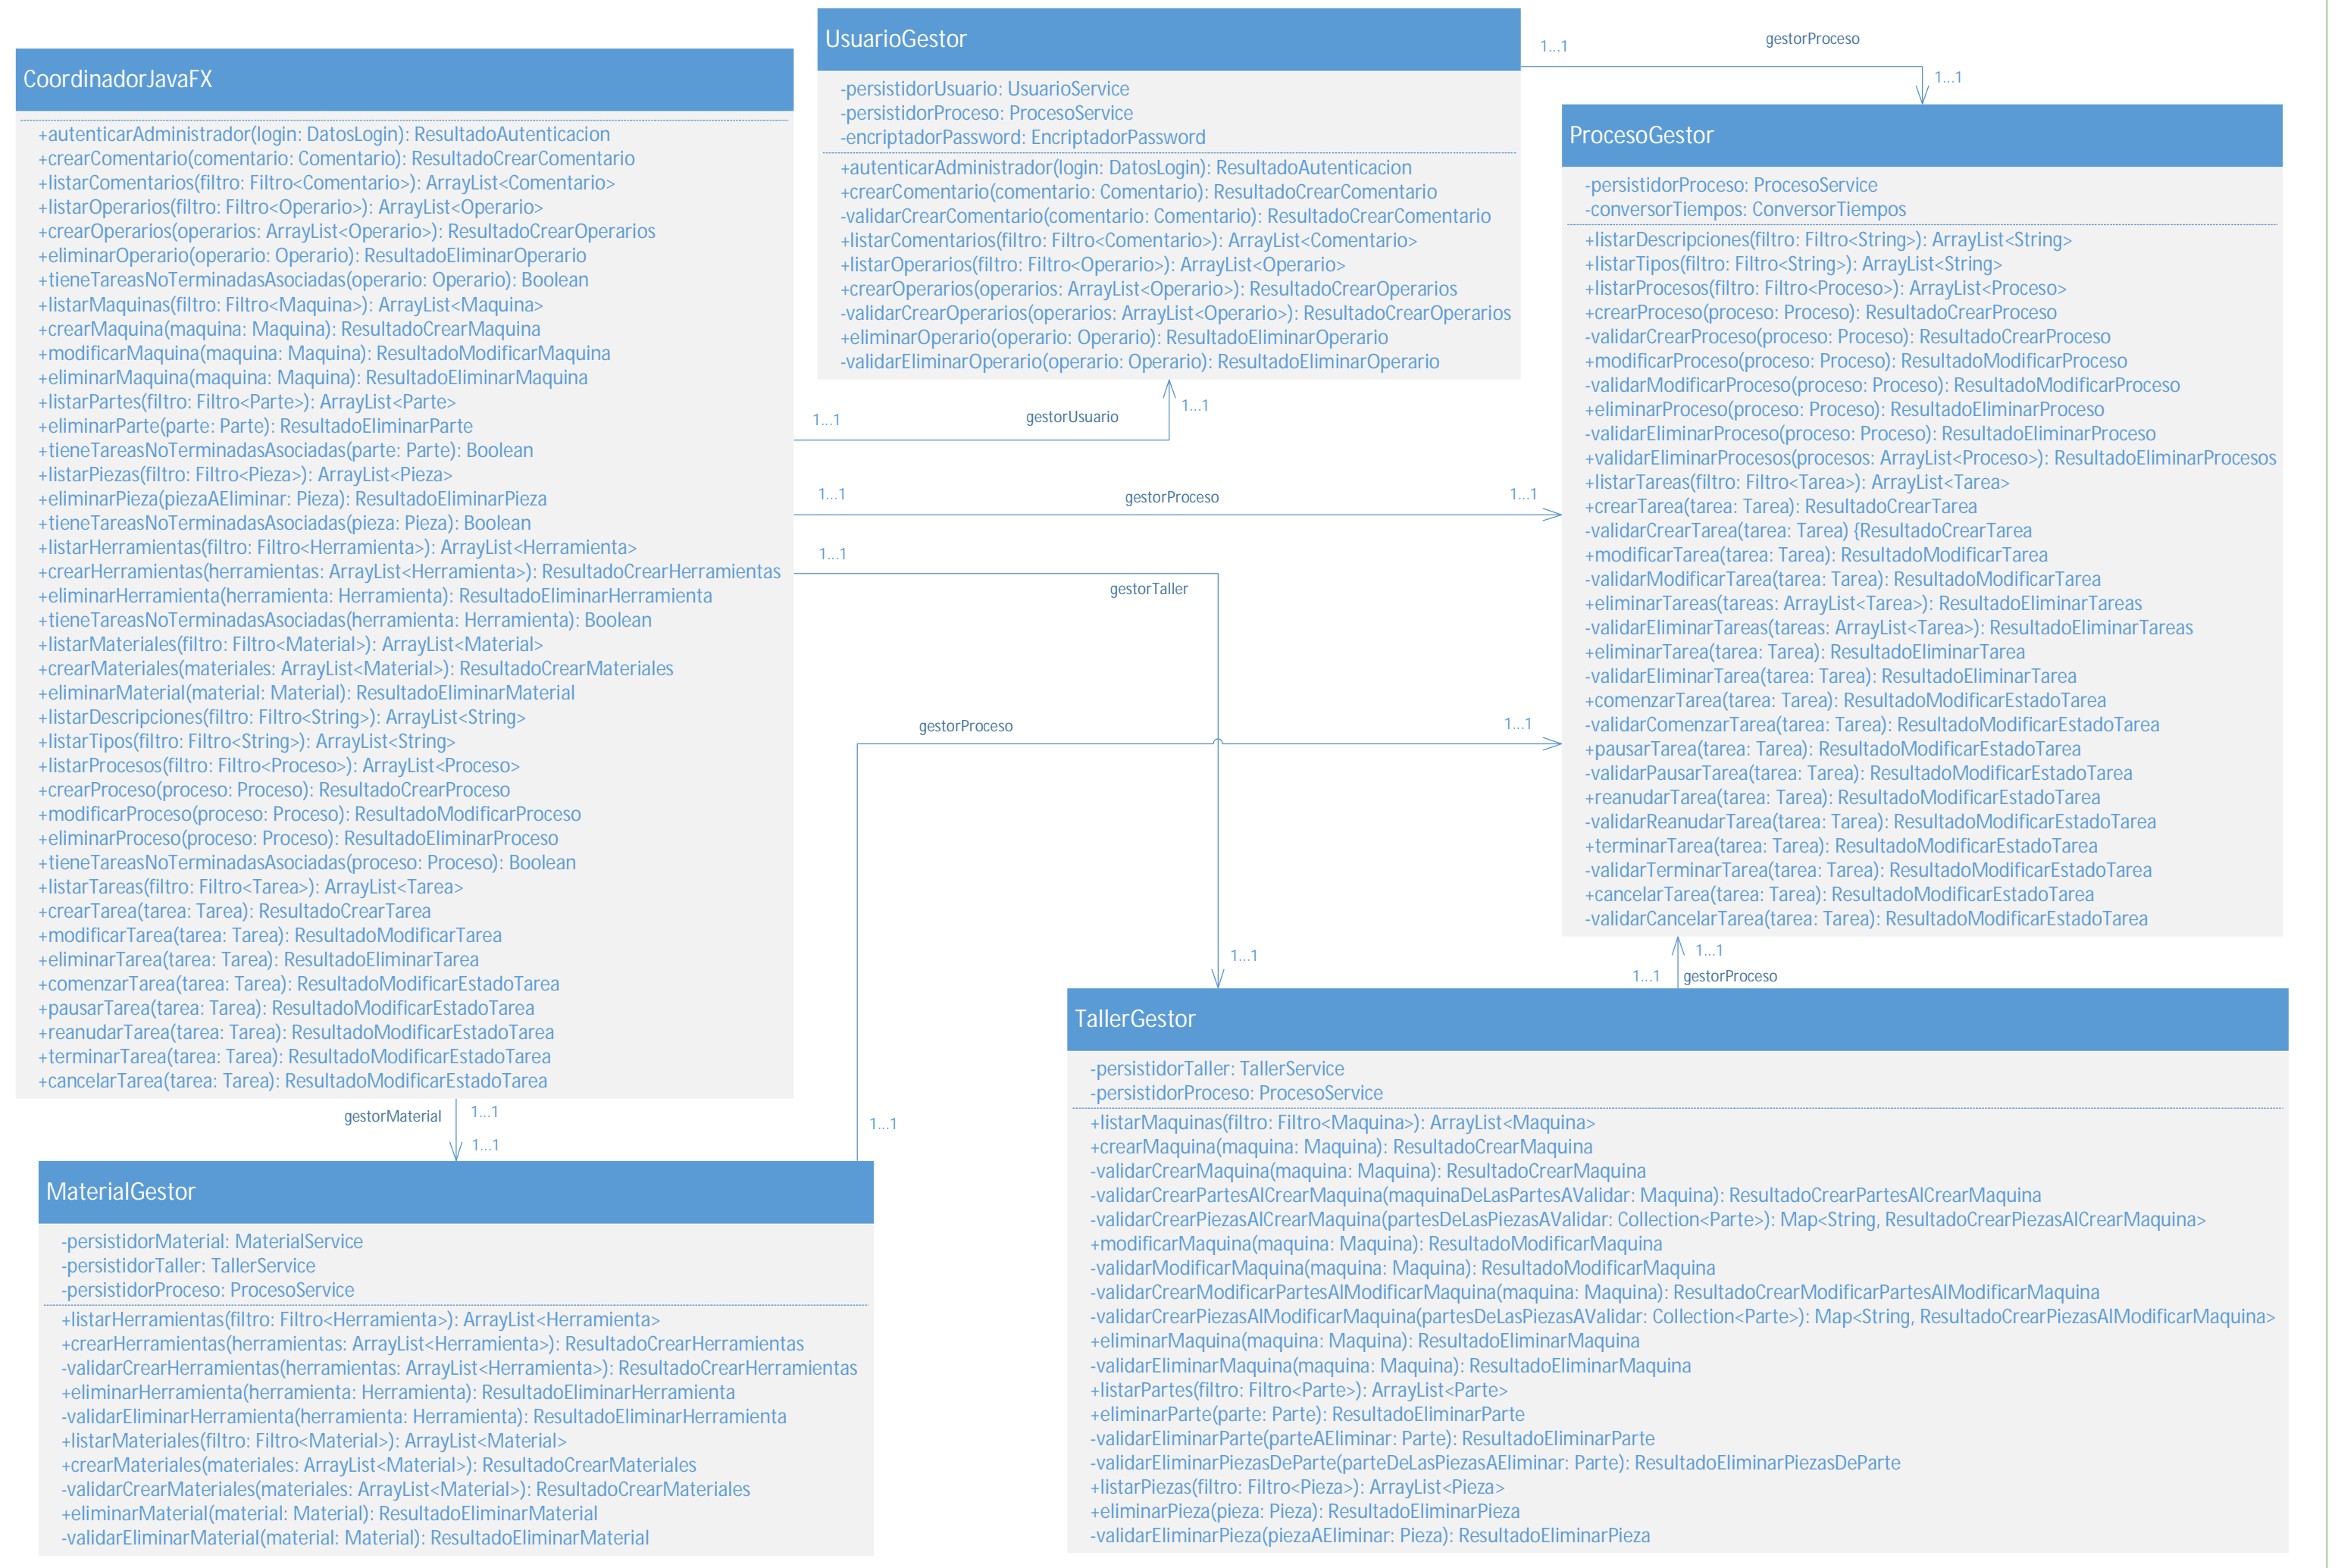 CoordinadorJavaFX
+autenticarAdministrador(login: DatosLogin): ResultadoAutenticacion
+crearComentario(comentario: Comentario): ResultadoCrearComentario
+listarComentarios(filtro: Filtro<Comentario>): ArrayList<Comentario>
+listarOperarios(filtro: Filtro<Operario>): ArrayList<Operario>
+crearOperarios(operarios: ArrayList<Operario>): ResultadoCrearOperarios
+eliminarOperario(operario: Operario): ResultadoEliminarOperario
+tieneTareasNoTerminadasAsociadas(operario: Operario): Boolean
+listarMaquinas(filtro: Filtro<Maquina>): ArrayList<Maquina>
+crearMaquina(maquina: Maquina): ResultadoCrearMaquina
+modificarMaquina(maquina: Maquina): ResultadoModificarMaquina
+eliminarMaquina(maquina: Maquina): ResultadoEliminarMaquina
+listarPartes(filtro: Filtro<Parte>): ArrayList<Parte>
+eliminarParte(parte: Parte): ResultadoEliminarParte
+tieneTareasNoTerminadasAsociadas(parte: Parte): Boolean
+listarPiezas(filtro: Filtro<Pieza>): ArrayList<Pieza>
+eliminarPieza(piezaAEliminar: Pieza): ResultadoEliminarPieza
+tieneTareasNoTerminadasAsociadas(pieza: Pieza): Boolean
+listarHerramientas(filtro: Filtro<Herramienta>): ArrayList<Herramienta>
+crearHerramientas(herramientas: ArrayList<Herramienta>): ResultadoCrearHerramientas
+eliminarHerramienta(herramienta: Herramienta): ResultadoEliminarHerramienta
+tieneTareasNoTerminadasAsociadas(herramienta: Herramienta): Boolean
+listarMateriales(filtro: Filtro<Material>): ArrayList<Material>
+crearMateriales(materiales: ArrayList<Material>): ResultadoCrearMateriales
+eliminarMaterial(material: Material): ResultadoEliminarMaterial
+listarDescripciones(filtro: Filtro<String>): ArrayList<String>
+listarTipos(filtro: Filtro<String>): ArrayList<String>
+listarProcesos(filtro: Filtro<Proceso>): ArrayList<Proceso>
+crearProceso(proceso: Proceso): ResultadoCrearProceso
+modificarProceso(proceso: Proceso): ResultadoModificarProceso
+eliminarProceso(proceso: Proceso): ResultadoEliminarProceso
+tieneTareasNoTerminadasAsociadas(proceso: Proceso): Boolean
+listarTareas(filtro: Filtro<Tarea>): ArrayList<Tarea>
+crearTarea(tarea: Tarea): ResultadoCrearTarea
+modificarTarea(tarea: Tarea): ResultadoModificarTarea
+eliminarTarea(tarea: Tarea): ResultadoEliminarTarea
+comenzarTarea(tarea: Tarea): ResultadoModificarEstadoTarea
+pausarTarea(tarea: Tarea): ResultadoModificarEstadoTarea
+reanudarTarea(tarea: Tarea): ResultadoModificarEstadoTarea
+terminarTarea(tarea: Tarea): ResultadoModificarEstadoTarea
+cancelarTarea(tarea: Tarea): ResultadoModificarEstadoTarea
UsuarioGestor
-persistidorUsuario: UsuarioService
-persistidorProceso: ProcesoService
-encriptadorPassword: EncriptadorPassword
+autenticarAdministrador(login: DatosLogin): ResultadoAutenticacion
+crearComentario(comentario: Comentario): ResultadoCrearComentario
-validarCrearComentario(comentario: Comentario): ResultadoCrearComentario
+listarComentarios(filtro: Filtro<Comentario>): ArrayList<Comentario>
+listarOperarios(filtro: Filtro<Operario>): ArrayList<Operario>
+crearOperarios(operarios: ArrayList<Operario>): ResultadoCrearOperarios
-validarCrearOperarios(operarios: ArrayList<Operario>): ResultadoCrearOperarios
+eliminarOperario(operario: Operario): ResultadoEliminarOperario
-validarEliminarOperario(operario: Operario): ResultadoEliminarOperario
1...1
gestorProceso
1...1
ProcesoGestor
-persistidorProceso: ProcesoService
-conversorTiempos: ConversorTiempos
+listarDescripciones(filtro: Filtro<String>): ArrayList<String>
+listarTipos(filtro: Filtro<String>): ArrayList<String>
+listarProcesos(filtro: Filtro<Proceso>): ArrayList<Proceso>
+crearProceso(proceso: Proceso): ResultadoCrearProceso
-validarCrearProceso(proceso: Proceso): ResultadoCrearProceso
+modificarProceso(proceso: Proceso): ResultadoModificarProceso
-validarModificarProceso(proceso: Proceso): ResultadoModificarProceso
+eliminarProceso(proceso: Proceso): ResultadoEliminarProceso
-validarEliminarProceso(proceso: Proceso): ResultadoEliminarProceso
+validarEliminarProcesos(procesos: ArrayList<Proceso>): ResultadoEliminarProcesos
+listarTareas(filtro: Filtro<Tarea>): ArrayList<Tarea>
+crearTarea(tarea: Tarea): ResultadoCrearTarea
-validarCrearTarea(tarea: Tarea) {ResultadoCrearTarea
+modificarTarea(tarea: Tarea): ResultadoModificarTarea
-validarModificarTarea(tarea: Tarea): ResultadoModificarTarea
+eliminarTareas(tareas: ArrayList<Tarea>): ResultadoEliminarTareas
-validarEliminarTareas(tareas: ArrayList<Tarea>): ResultadoEliminarTareas
+eliminarTarea(tarea: Tarea): ResultadoEliminarTarea
-validarEliminarTarea(tarea: Tarea): ResultadoEliminarTarea
+comenzarTarea(tarea: Tarea): ResultadoModificarEstadoTarea
-validarComenzarTarea(tarea: Tarea): ResultadoModificarEstadoTarea
+pausarTarea(tarea: Tarea): ResultadoModificarEstadoTarea
-validarPausarTarea(tarea: Tarea): ResultadoModificarEstadoTarea
+reanudarTarea(tarea: Tarea): ResultadoModificarEstadoTarea
-validarReanudarTarea(tarea: Tarea): ResultadoModificarEstadoTarea
+terminarTarea(tarea: Tarea): ResultadoModificarEstadoTarea
-validarTerminarTarea(tarea: Tarea): ResultadoModificarEstadoTarea
+cancelarTarea(tarea: Tarea): ResultadoModificarEstadoTarea
-validarCancelarTarea(tarea: Tarea): ResultadoModificarEstadoTarea
1...1
gestorUsuario
1...1
1...1
gestorProceso
1...1
1...1
gestorTaller
1...1
gestorProceso
1...1
1...1
1...1
1...1
gestorProceso
gestorMaterial
1...1
1...1
MaterialGestor
-persistidorMaterial: MaterialService
-persistidorTaller: TallerService
-persistidorProceso: ProcesoService
+listarHerramientas(filtro: Filtro<Herramienta>): ArrayList<Herramienta>
+crearHerramientas(herramientas: ArrayList<Herramienta>): ResultadoCrearHerramientas
-validarCrearHerramientas(herramientas: ArrayList<Herramienta>): ResultadoCrearHerramientas
+eliminarHerramienta(herramienta: Herramienta): ResultadoEliminarHerramienta
-validarEliminarHerramienta(herramienta: Herramienta): ResultadoEliminarHerramienta
+listarMateriales(filtro: Filtro<Material>): ArrayList<Material>
+crearMateriales(materiales: ArrayList<Material>): ResultadoCrearMateriales
-validarCrearMateriales(materiales: ArrayList<Material>): ResultadoCrearMateriales
+eliminarMaterial(material: Material): ResultadoEliminarMaterial
-validarEliminarMaterial(material: Material): ResultadoEliminarMaterial
TallerGestor
-persistidorTaller: TallerService
-persistidorProceso: ProcesoService
+listarMaquinas(filtro: Filtro<Maquina>): ArrayList<Maquina>
+crearMaquina(maquina: Maquina): ResultadoCrearMaquina
-validarCrearMaquina(maquina: Maquina): ResultadoCrearMaquina
-validarCrearPartesAlCrearMaquina(maquinaDeLasPartesAValidar: Maquina): ResultadoCrearPartesAlCrearMaquina
-validarCrearPiezasAlCrearMaquina(partesDeLasPiezasAValidar: Collection<Parte>): Map<String, ResultadoCrearPiezasAlCrearMaquina>
+modificarMaquina(maquina: Maquina): ResultadoModificarMaquina
-validarModificarMaquina(maquina: Maquina): ResultadoModificarMaquina
-validarCrearModificarPartesAlModificarMaquina(maquina: Maquina): ResultadoCrearModificarPartesAlModificarMaquina
-validarCrearPiezasAlModificarMaquina(partesDeLasPiezasAValidar: Collection<Parte>): Map<String, ResultadoCrearPiezasAlModificarMaquina>
+eliminarMaquina(maquina: Maquina): ResultadoEliminarMaquina
-validarEliminarMaquina(maquina: Maquina): ResultadoEliminarMaquina
+listarPartes(filtro: Filtro<Parte>): ArrayList<Parte>
+eliminarParte(parte: Parte): ResultadoEliminarParte
-validarEliminarParte(parteAEliminar: Parte): ResultadoEliminarParte
-validarEliminarPiezasDeParte(parteDeLasPiezasAEliminar: Parte): ResultadoEliminarPiezasDeParte
+listarPiezas(filtro: Filtro<Pieza>): ArrayList<Pieza>
+eliminarPieza(pieza: Pieza): ResultadoEliminarPieza
-validarEliminarPieza(piezaAEliminar: Pieza): ResultadoEliminarPieza